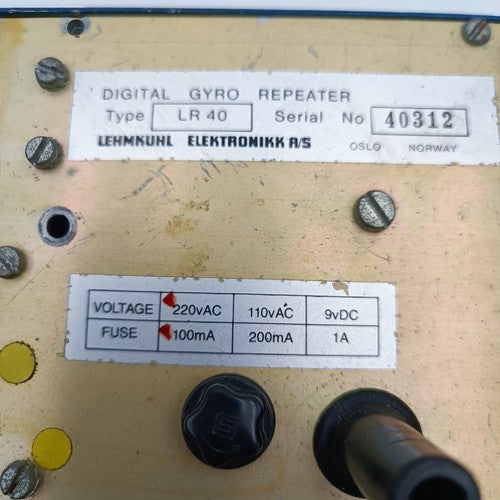 DIGITAL GYRO REPEATER
Type LR 40 Serial No 40312
LEHMKUHL ELEKTRONIKK A/S OSLO NORWAY
VOLTAGE 220vAC 110vAC 9vDC
FUSE 100mA 200mA 1A